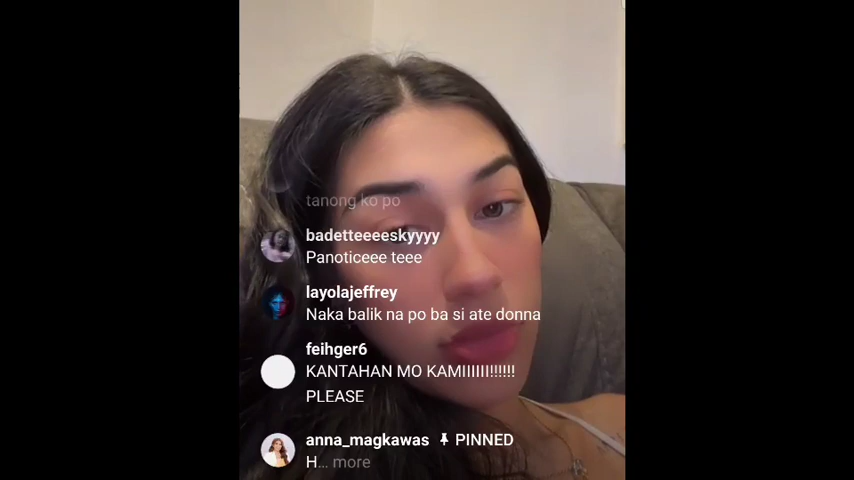 tanong ko po
badetteeeeskyyyy
Panoticeee teee
layolajeffrey
Naka balik na po ba si ate donna
feihger6
KANTAHAN MO KAMIIIIII!!!!!!
PLEASE
anna_magkawas PINNED
H... more